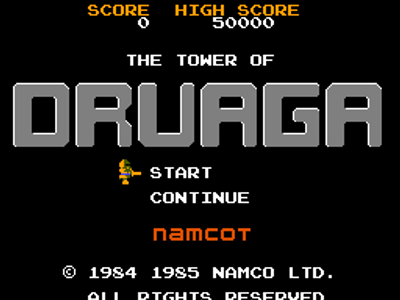 SCORE HIGH SCORE
0 50000
THE TOWER OF
DRUAGA
START
CONTINUE
namcoT
© 1984 1985 NAMCO LTD.
ALL RIGHTS RESERVED